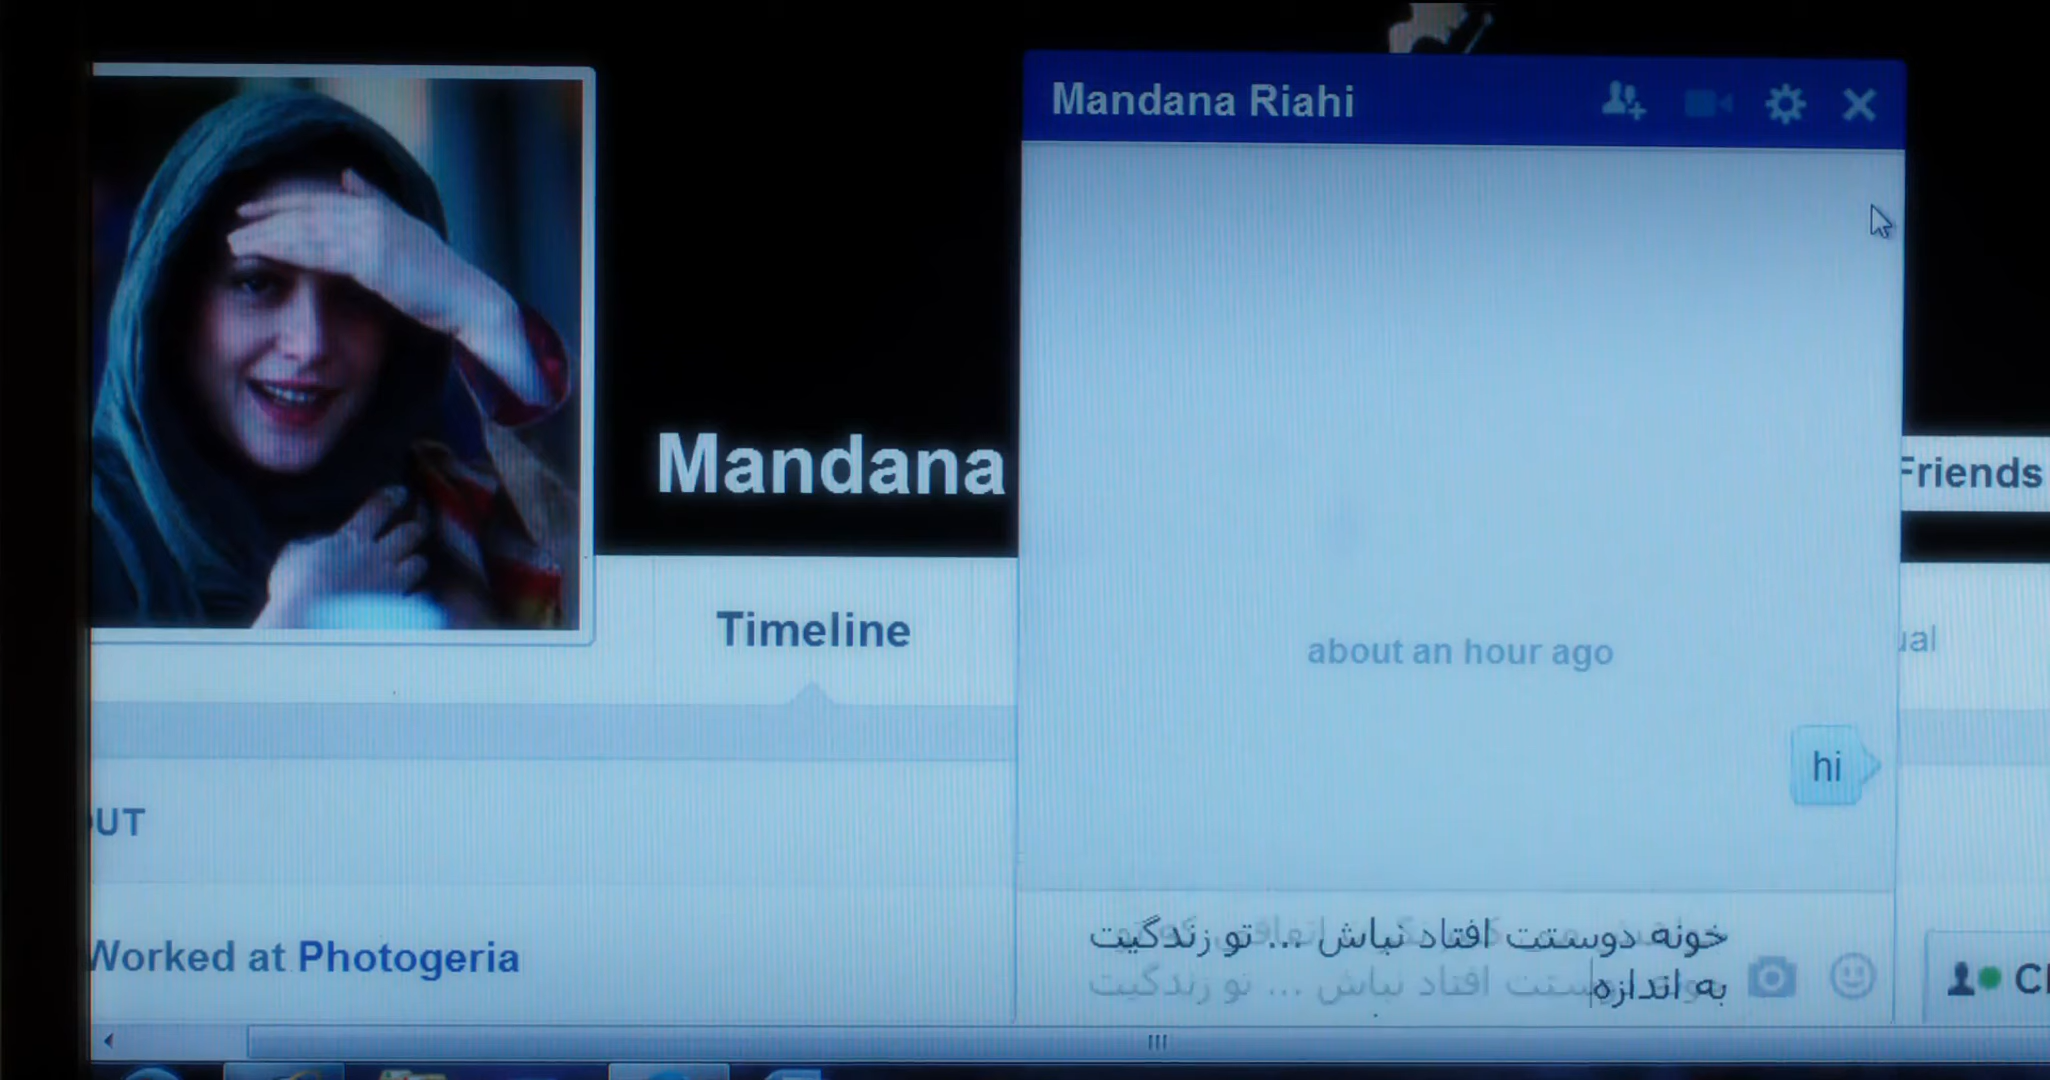 Mandana Riahi
Mandana
Friends
Timeline
about an hour ago
hi
Worked at Photogeria
خونه دوستت افتاد نباش ... تو زندگیت
به اندازه